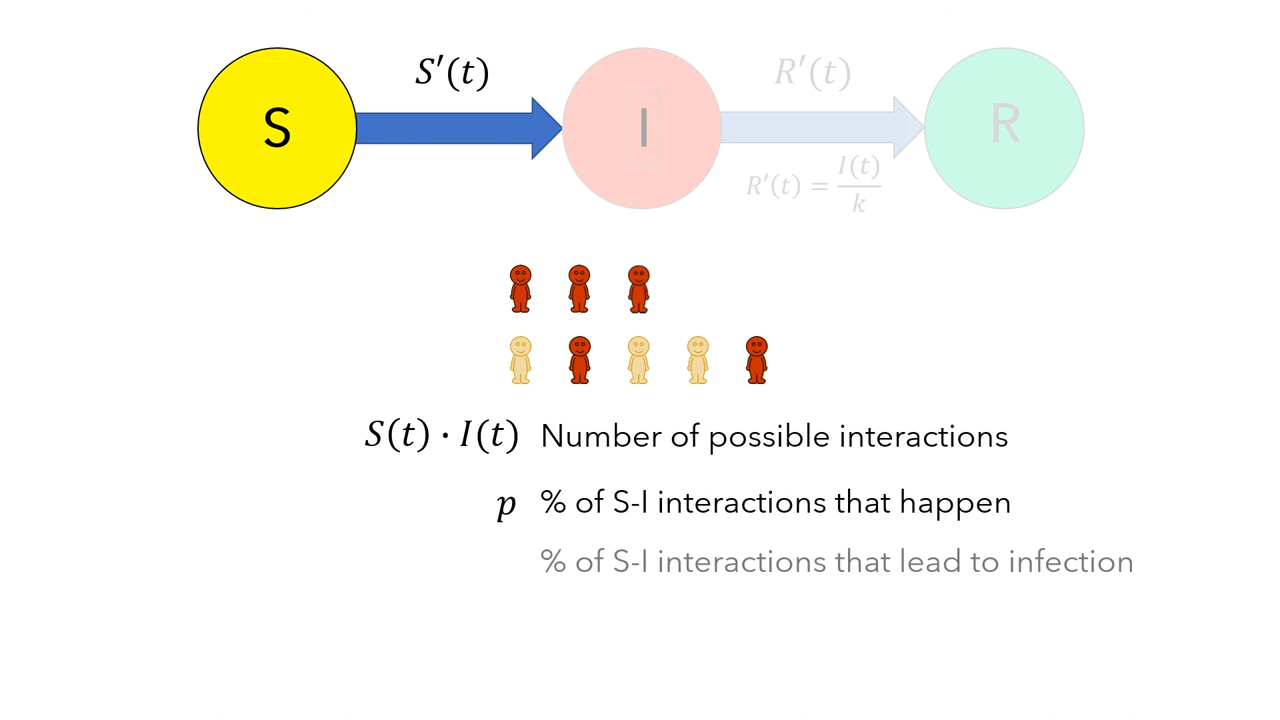 S′(t)
R′(t)
S
I
R
R′(t) = I(t)/k
S(t) · I(t) Number of possible interactions
p % of S-I interactions that happen
% of S-I interactions that lead to infection